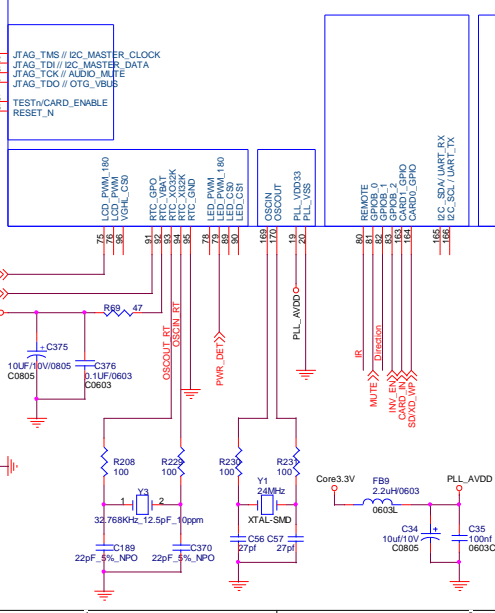 JTAG_TMS // I2C_MASTER_CLOCK
JTAG_TDI // I2C_MASTER_DATA
JTAG_TCK // AUDIO_MUTE
JTAG_TDO // OTG_VBUS
TESTn/CARD_ENABLE
RESET_N
LCD_PWM_180
LCD_PWM
VGHL_CS0
RTC_GPO
RTC_VBAT
RTC_XO32K
RTC_XI32K
RTC_GND
LED_PWM
LED_PWM_180
LED_CS0
LED_CS1
OSCIN
OSCOUT
PLL_VDD33
PLL_VSS
REMOTE
GPIOB_0
GPIOB_1
GPIOB_2
CARD1_GPIO
CARD0_GPIO
I2C_SDA/ UART_RX
I2C_SCL / UART_TX
75
76
96
91
92
93
94
95
78
79
89
90
169
170
19
20
80
81
82
83
163
164
165
166
R69 47
OSCOUT_RT
OSCIN_RT
PWR_DET
PLL_AVDD
IR
MUTE
Direction
INV_EN
CARD_IN
SD/XD_WP
+ C375
10UF/10V/0805
C0805
C376
0.1UF/0603
C0603
R208
100
R229
100
R230
100
R231
100
1 Y3 2
32.768KHz_12.5pF_10ppm
C189
22pF_5%_NPO
C370
22pF_5%_NPO
Y1
24MHz
XTAL-SMD
C56
27pf
C57
27pf
Core3.3V
FB9
2.2uH/0603
0603L
PLL_AVDD
C34
10uf/10V
C0805
+
C35
100nf
0603C